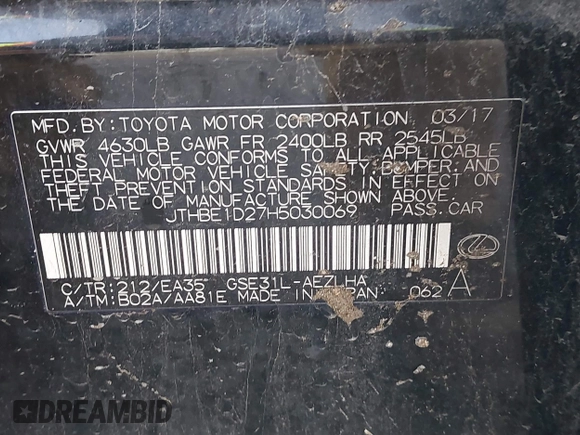 MFD.BY:TOYOTA MOTOR CORPORATION 03/17
GVWR 4630LB GAWR FR 2400LB RR 2545LB
THIS VEHICLE CONFORMS TO ALL APPLICABLE
FEDERAL MOTOR VEHICLE SAFETY,BUMPER,AND
THEFT PREVENTION STANDARDS IN EFFECT ON
THE DATE OF MANUFACTURE SHOWN ABOVE.
JTHBE1D27H5030069 PASS.CAR
C/TR:212/EA35 GSE31L-AEZLHA
A/TM:B02A/AA81E MADE IN JAPAN 062 A
DREAMBID